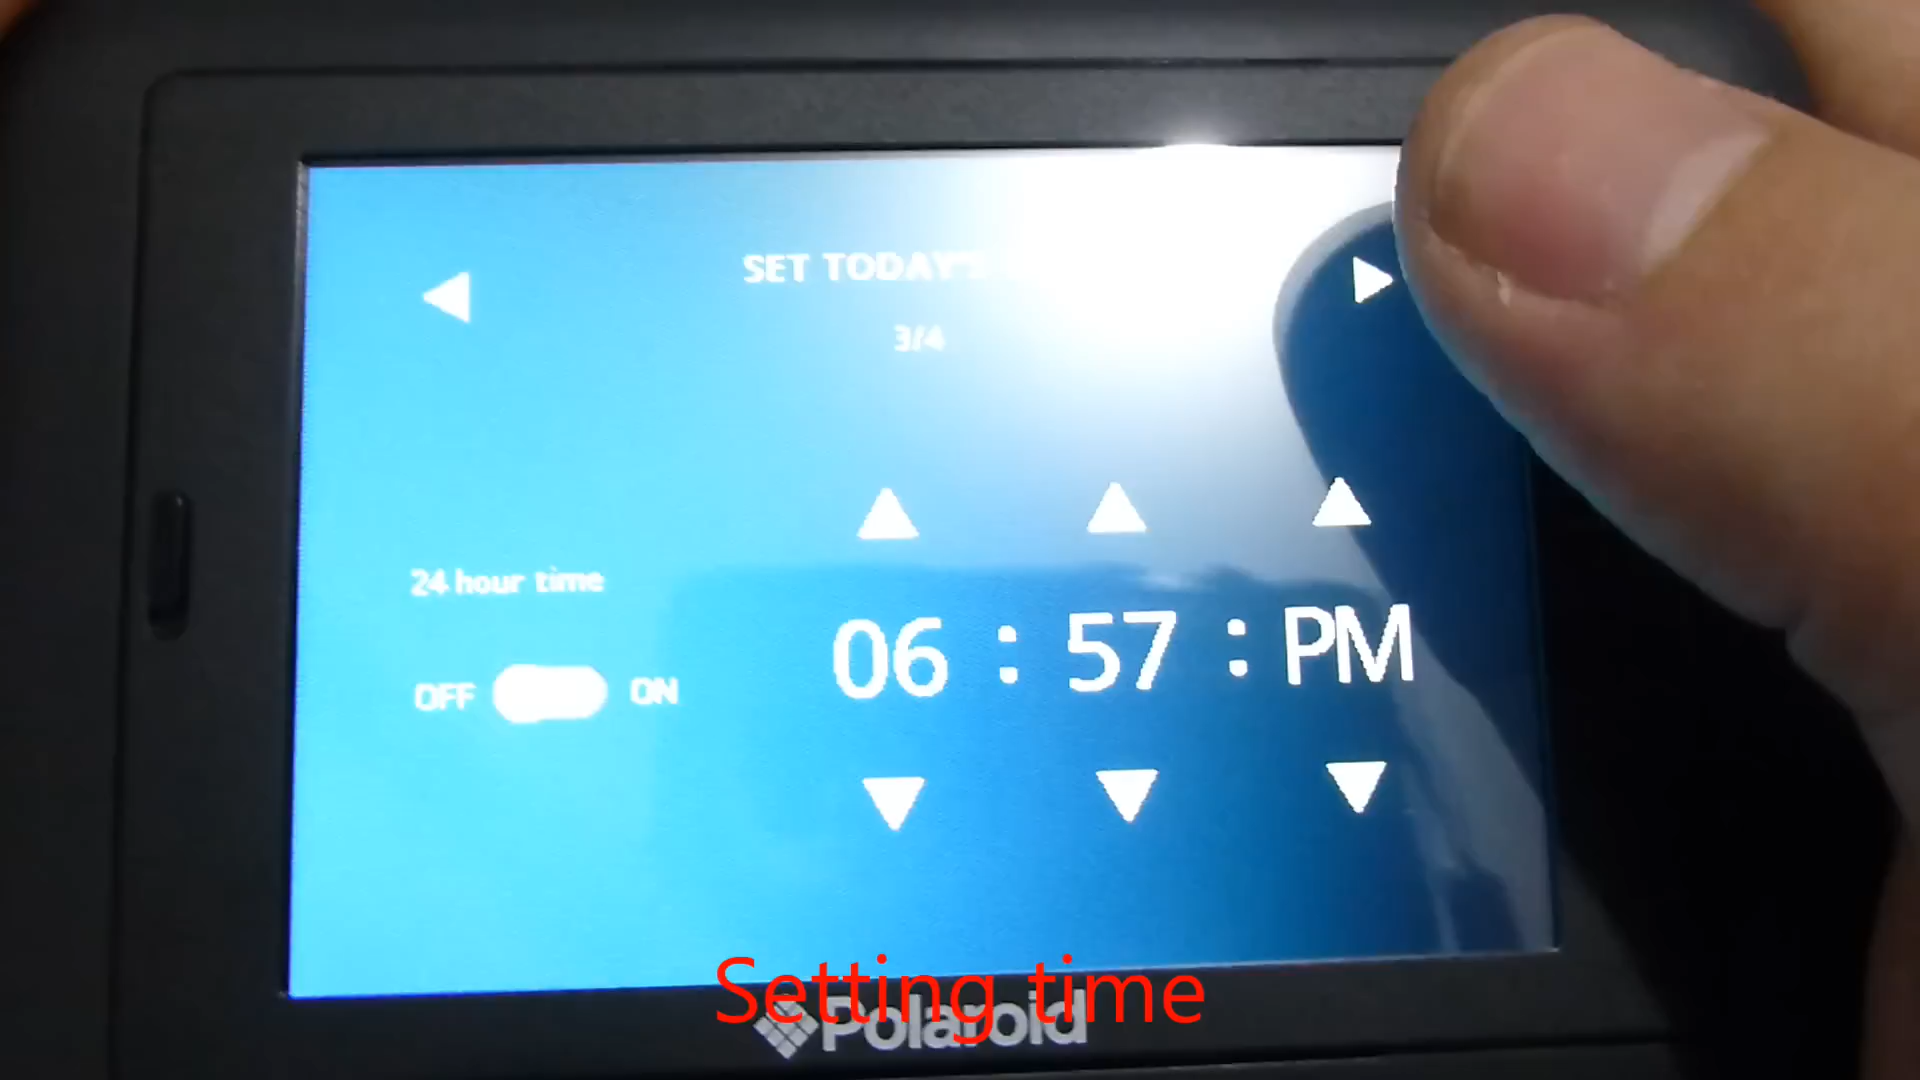 SET TODAY'S
3/4
24 hour time
OFF ON
06 : 57 : PM
Setting time
Polaroid